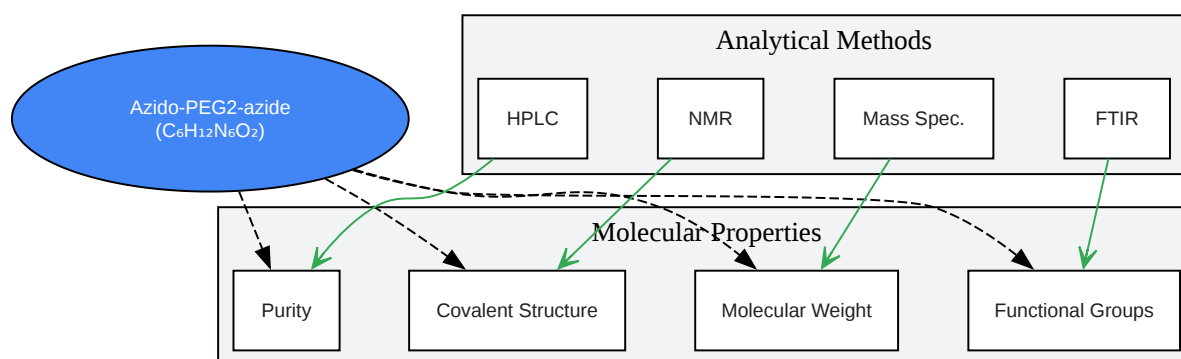 Analytical Methods
Azido-PEG2-azide
(C₆H₁₂N₆O₂)
HPLC
NMR
Mass Spec.
FTIR
Molecular Properties
Purity
Covalent Structure
Molecular Weight
Functional Groups